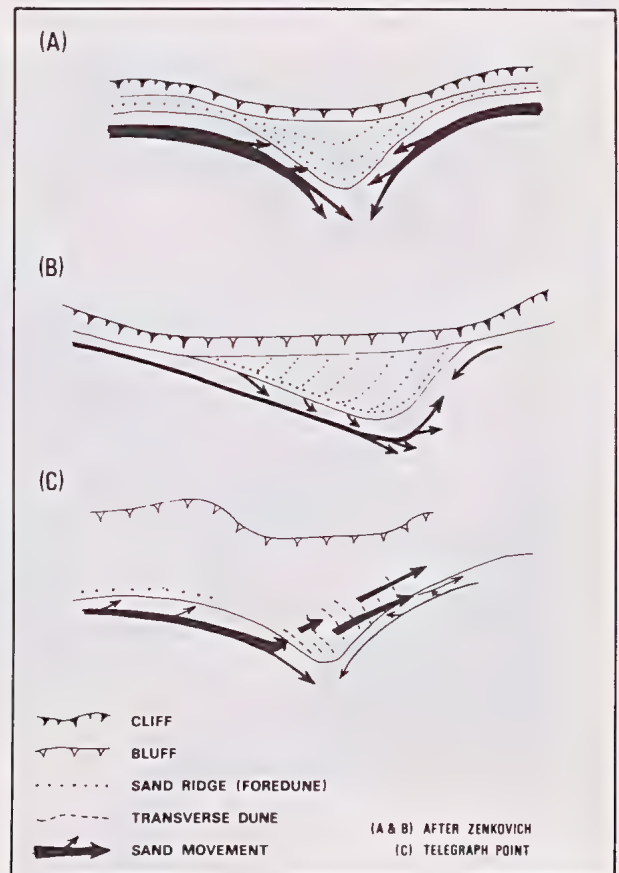 (A)
(B)
(C)
CLIFF
BLUFF
SAND RIDGE (FOREDUNE)
TRANSVERSE DUNE
SAND MOVEMENT
(A & B) AFTER ZENKOVICH
(C) TELEGRAPH POINT